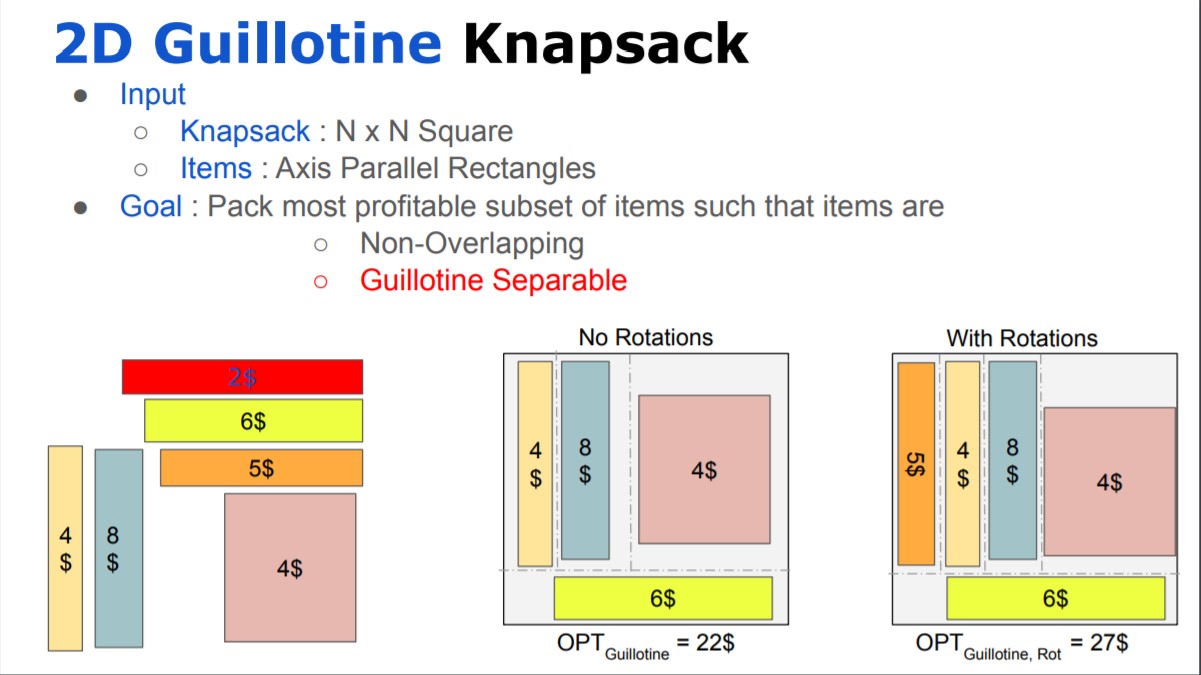 2D Guillotine Knapsack
● Input
○ Knapsack : N x N Square
○ Items : Axis Parallel Rectangles
● Goal : Pack most profitable subset of items such that items are
○ Non-Overlapping
○ Guillotine Separable
2$
6$
5$
4
$
8
$
4$
No Rotations
4
$
8
$
4$
6$
OPT Guillotine = 22$
With Rotations
5$
4
$
8
$
4$
6$
OPT Guillotine, Rot = 27$